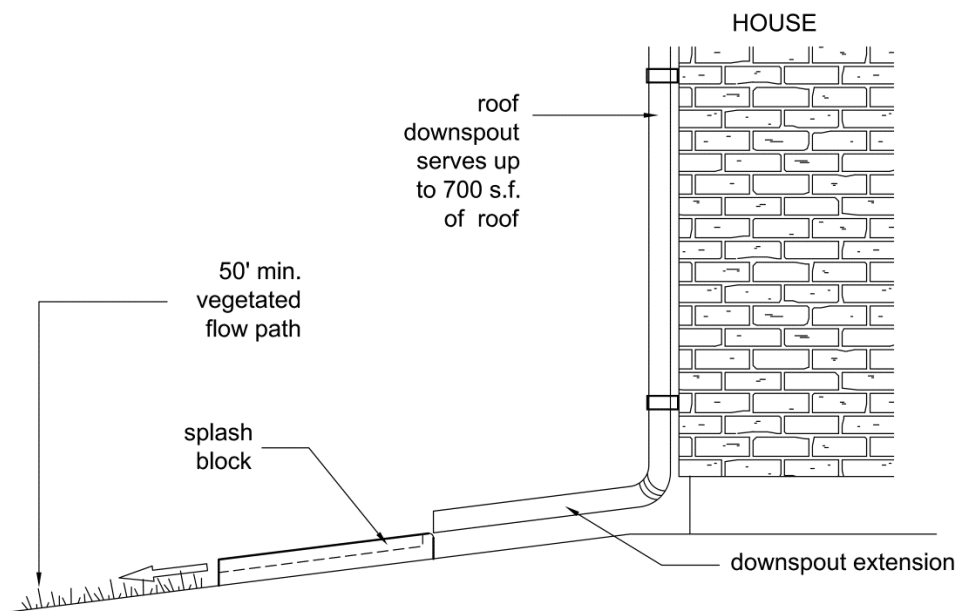 HOUSE
roof
downspout
serves up
to 700 s.f.
of roof
50' min.
vegetated
flow path
splash
block
downspout extension